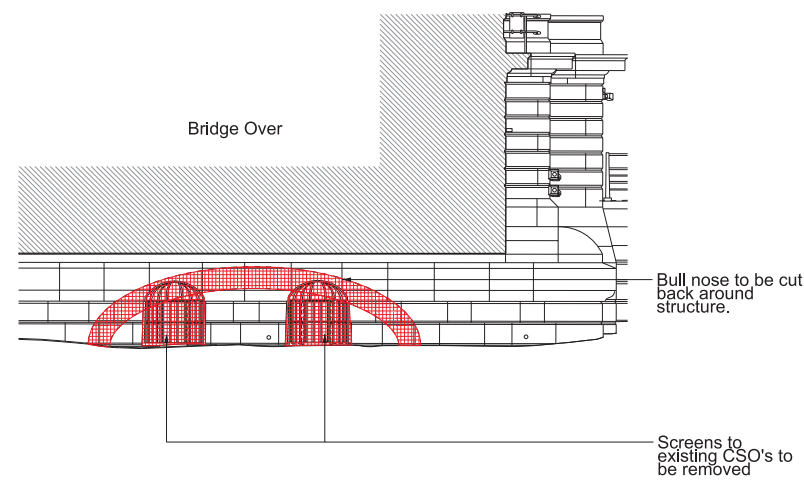 Bridge Over
Bull nose to be cut
back around
structure.
Screens to
existing CSO's to
be removed